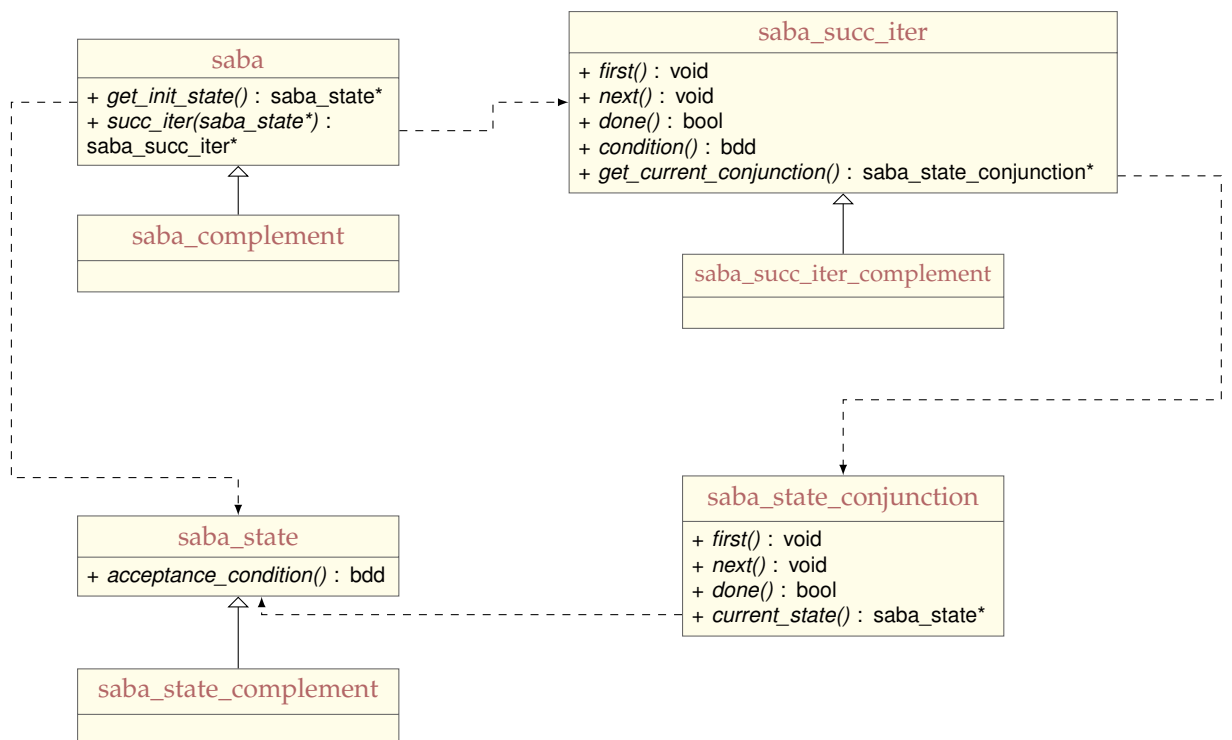 saba
+ get_init_state() : saba_state*
+ succ_iter(saba_state*) :
saba_succ_iter*
saba_complement
saba_succ_iter
+ first() : void
+ next() : void
+ done() : bool
+ condition() : bdd
+ get_current_conjunction() : saba_state_conjunction*
saba_succ_iter_complement
saba_state
+ acceptance_condition() : bdd
saba_state_complement
saba_state_conjunction
+ first() : void
+ next() : void
+ done() : bool
+ current_state() : saba_state*